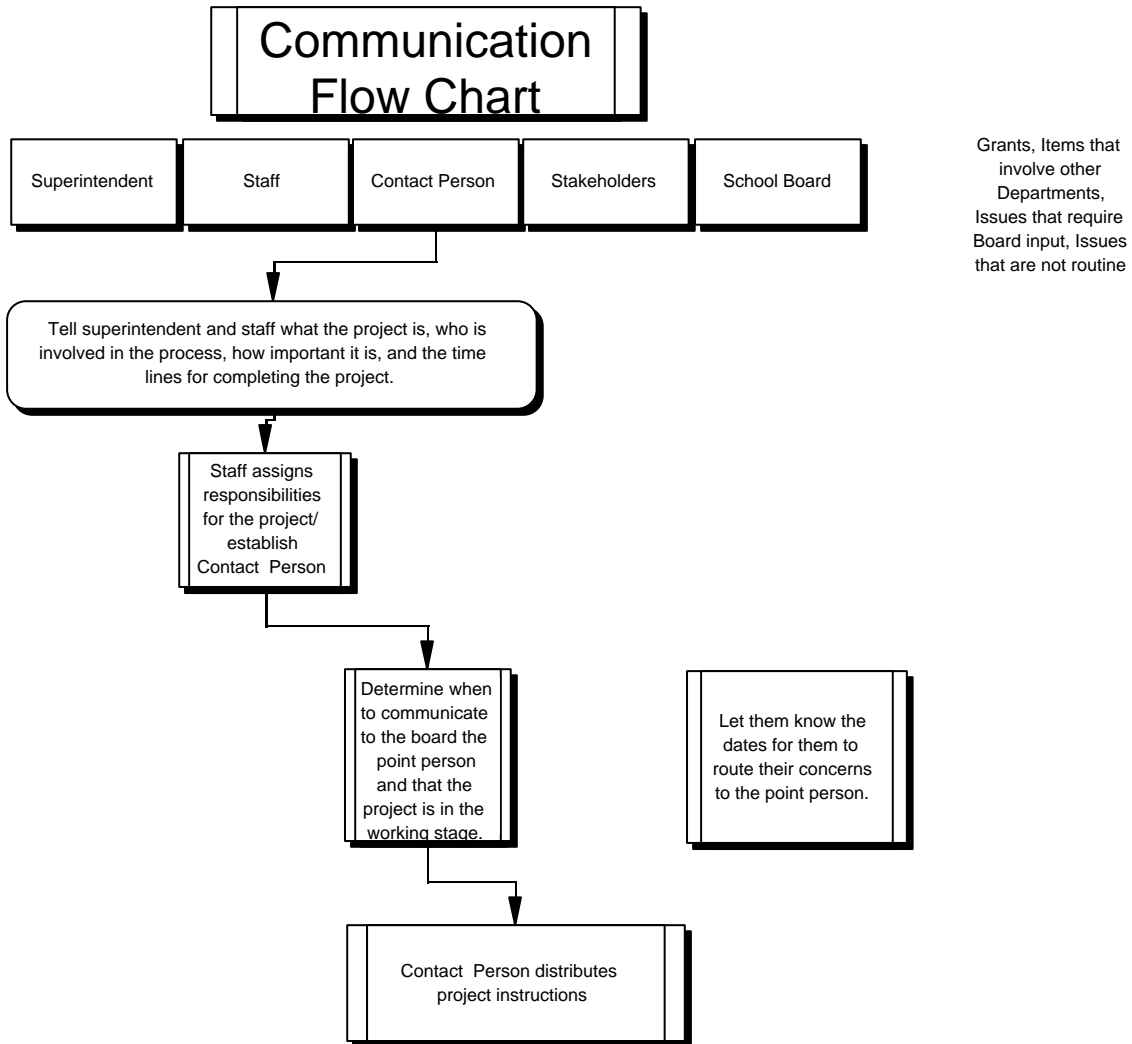 Communication
Flow Chart
Superintendent
Staff
Contact Person
Stakeholders
School Board
Grants, Items that
involve other
Departments,
Issues that require
Board input, Issues
that are not routine
Tell superintendent and staff what the project is, who is
involved in the process, how important it is, and the time
lines for completing the project.
Staff assigns
responsibilities
for the project/
establish
Contact Person
Determine when
to communicate
to the board the
point person
and that the
project is in the
working stage.
Let them know the
dates for them to
route their concerns
to the point person.
Contact Person distributes
project instructions